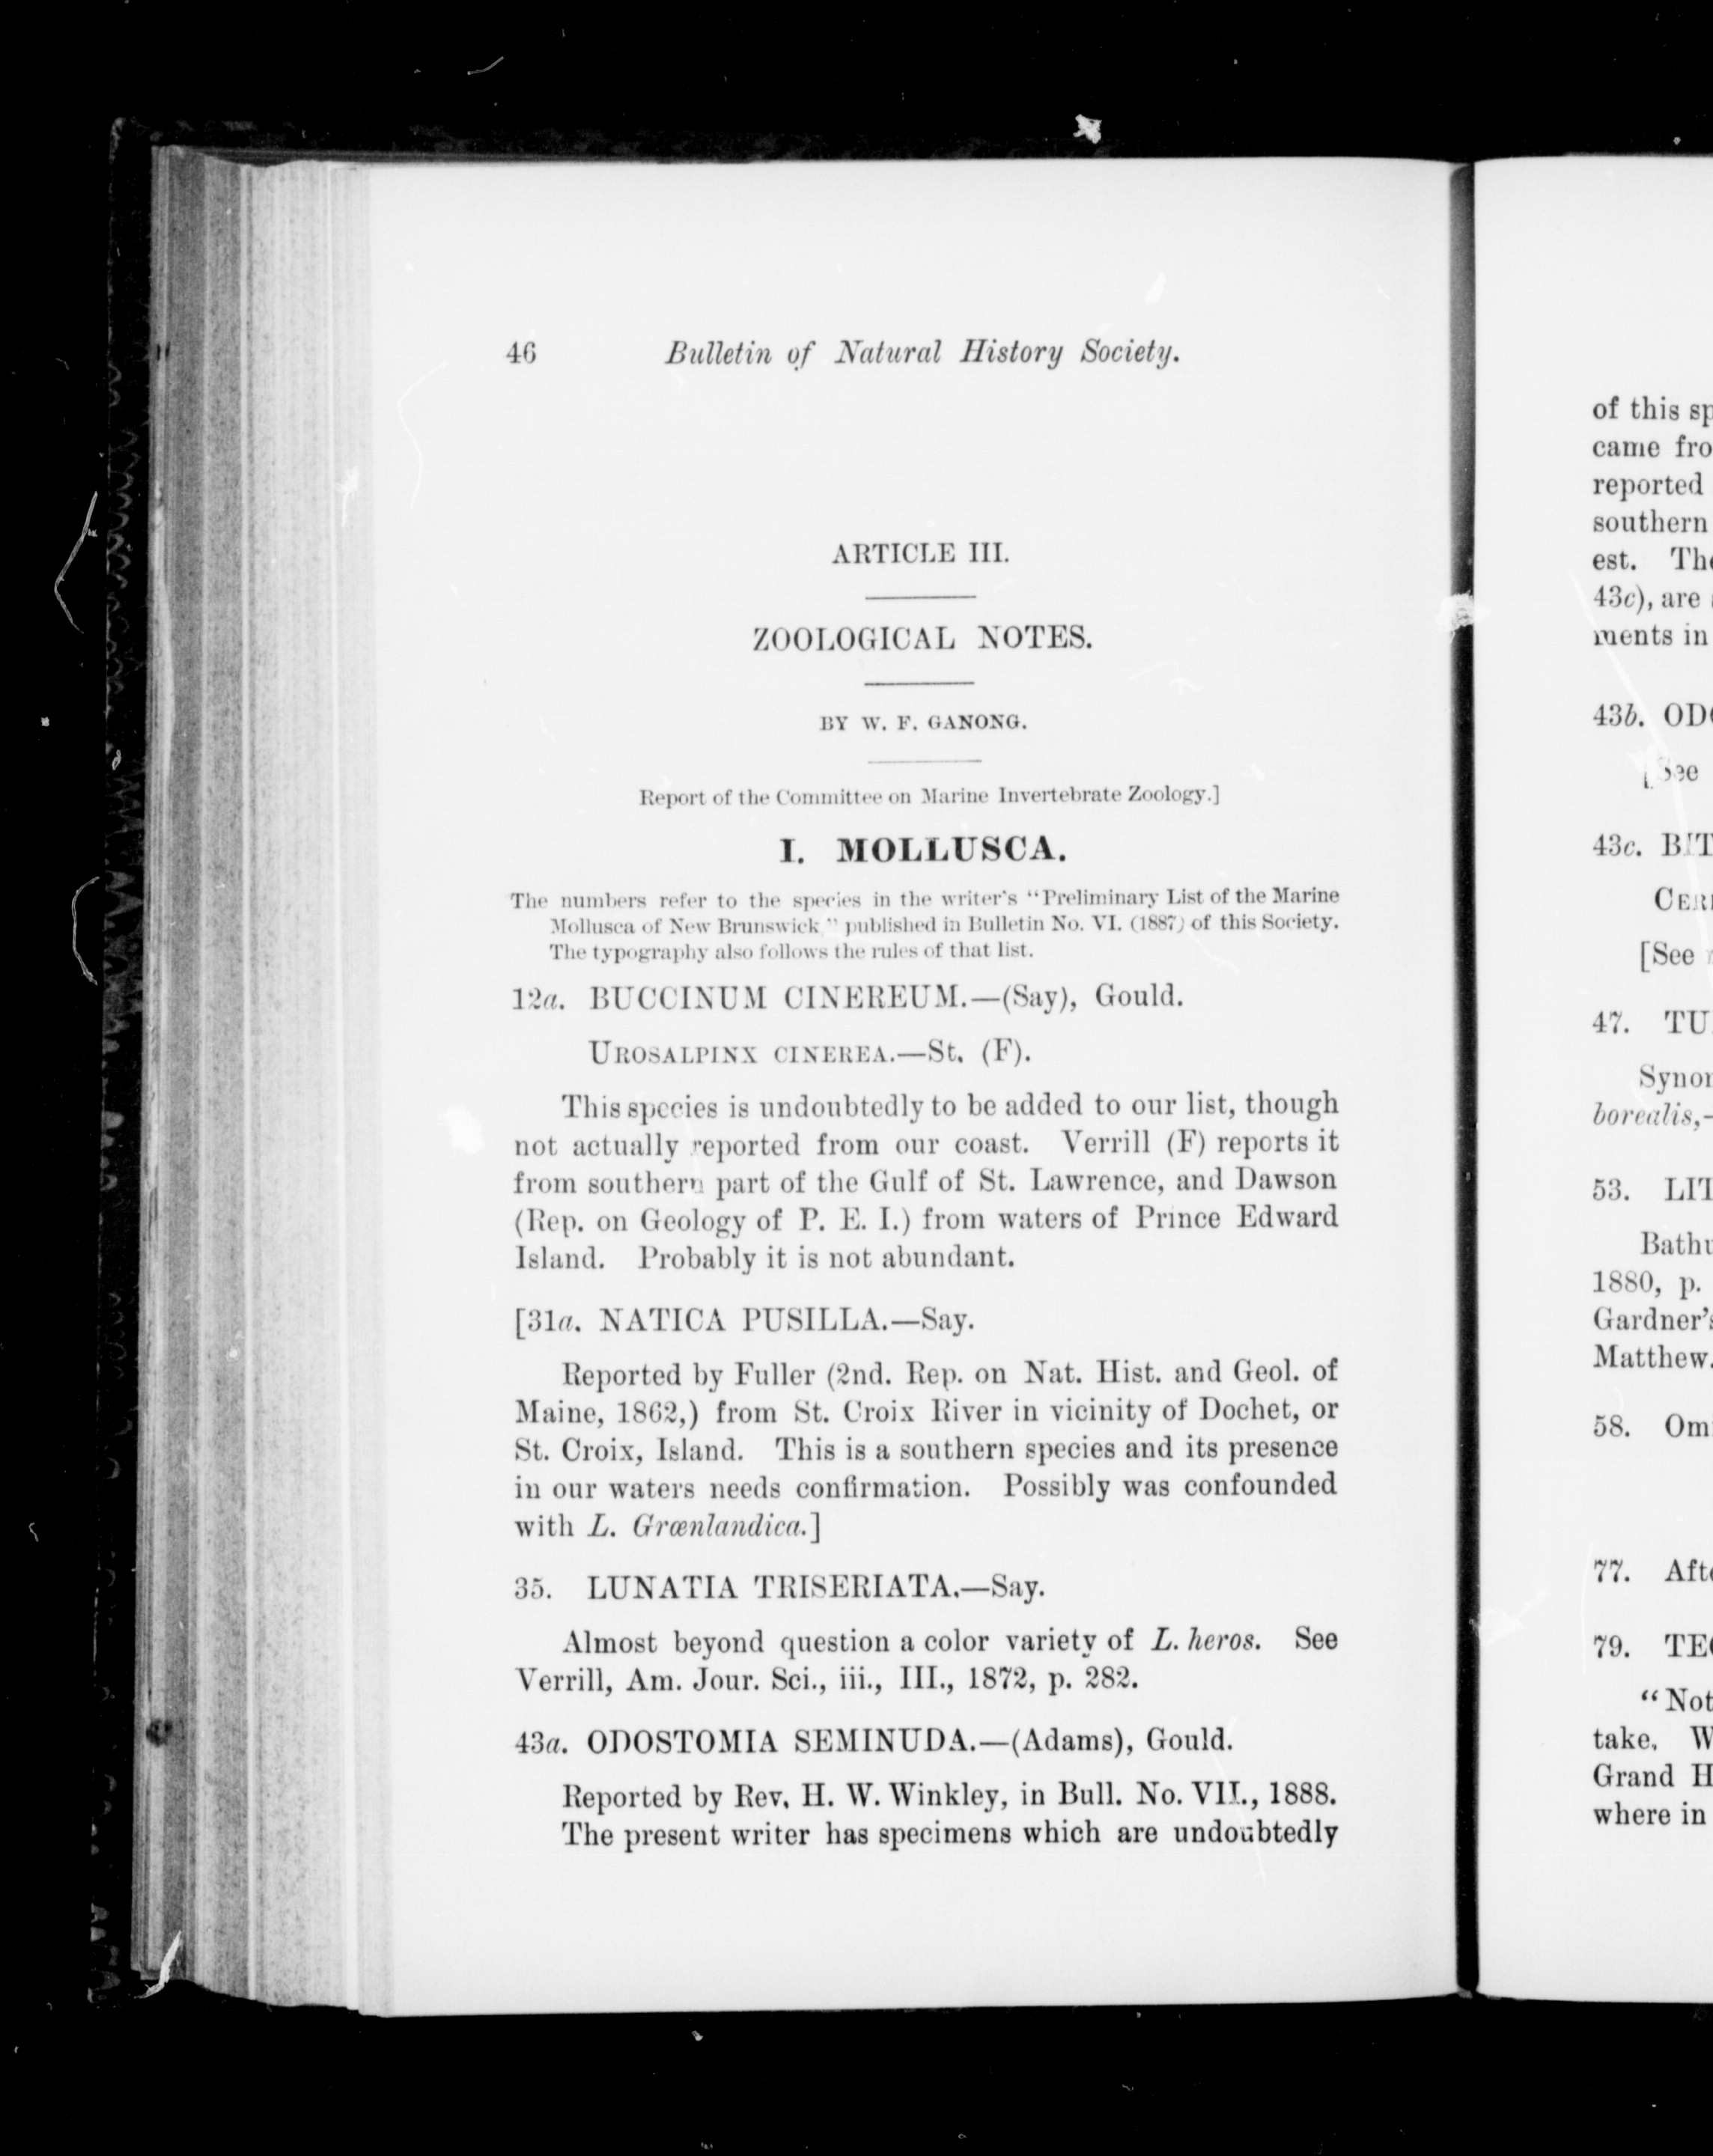 46 Bulletin of Natural History Society.
ARTICLE III.
ZOOLOGICAL NOTES.
BY W. F. GANONG.
Report of the Committee on Marine Invertebrate Zoology.]
I. MOLLUSCA.
The numbers refer to the species in the writer's "Preliminary List of the Marine
Mollusca of New Brunswick" published in Bulletin No. VI. (1887) of this Society.
The typography also follows the rules of that list.
12a. BUCCINUM CINEREUM.—(Say), Gould.
UROSALPINX CINEREA.—St. (F).
This species is undoubtedly to be added to our list, though
not actually reported from our coast. Verrill (F) reports it
from southern part of the Gulf of St. Lawrence, and Dawson
(Rep. on Geology of P. E. I.) from waters of Prince Edward
Island. Probably it is not abundant.
[31a. NATICA PUSILLA.—Say.
Reported by Fuller (2nd. Rep. on Nat. Hist. and Geol. of
Maine, 1862,) from St. Croix River in vicinity of Dochet, or
St. Croix, Island. This is a southern species and its presence
in our waters needs confirmation. Possibly was confounded
with L. Grœnlandica.]
35. LUNATIA TRISERIATA.—Say.
Almost beyond question a color variety of L. heros. See
Verrill, Am. Jour. Sci., iii., III., 1872, p. 282.
43a. ODOSTOMIA SEMINUDA.—(Adams), Gould.
Reported by Rev. H. W. Winkley, in Bull. No. VII., 1888.
The present writer has specimens which are undoubtedly
of this sp
came fro
reported
southern
est. The
43c), are
ments in
43b. ODO
[See
43c. BIT
CERI
[See
47. TU
Synon
borealis,—
53. LIT
Bathu
1880, p.
Gardner's
Matthew.
58. Om
77. Afte
79. TEC
"Not
take. W
Grand H
where in